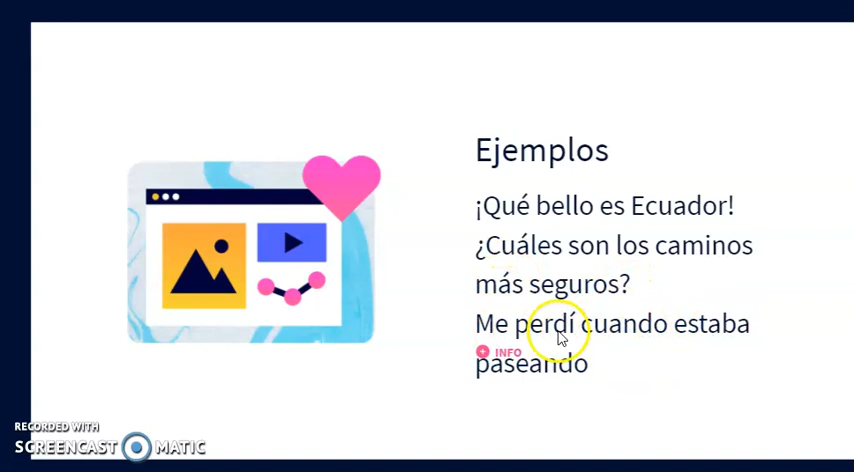 Ejemplos
¡Qué bello es Ecuador!
¿Cuáles son los caminos
más seguros?
Me perdí cuando estaba
INFO
paseando
RECORDED WITH
SCREENCAST MATIC